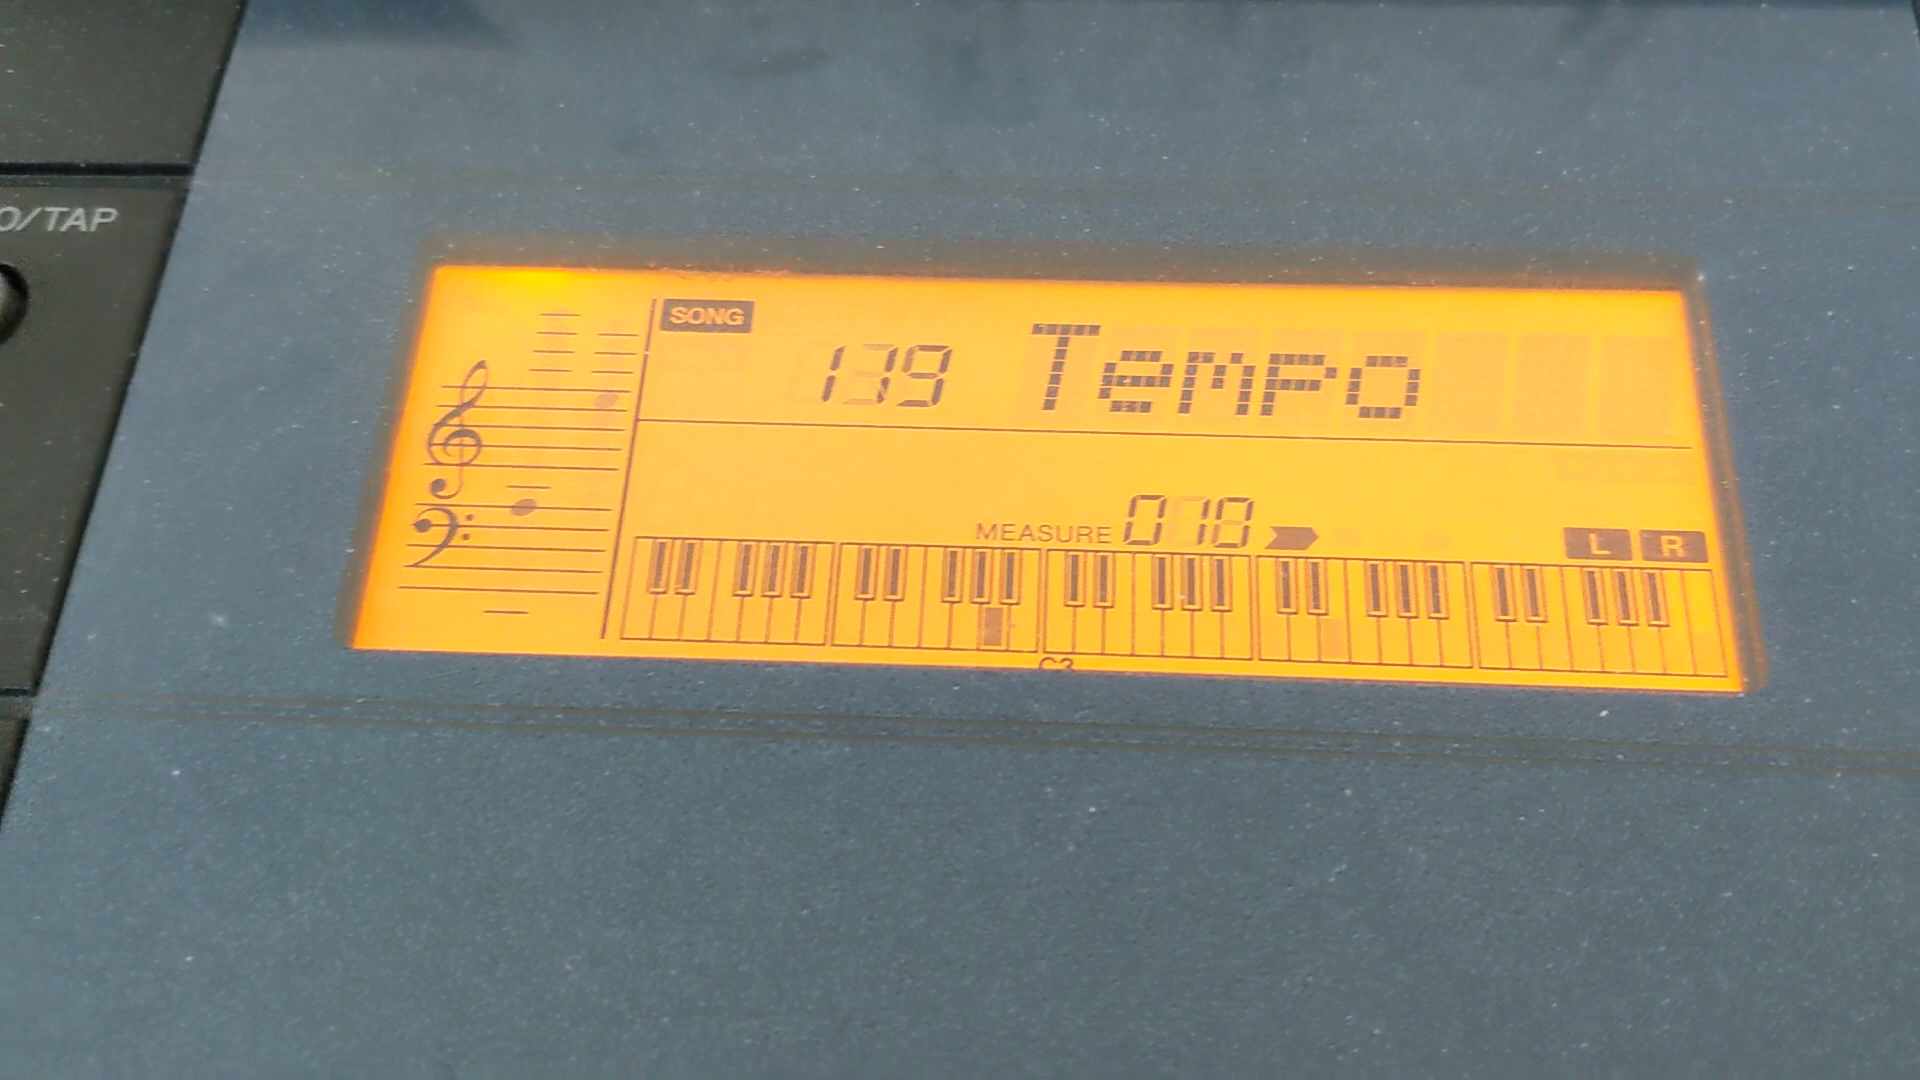 O/TAP
SONG
139 Tempo
MEASURE 018
L R
C3